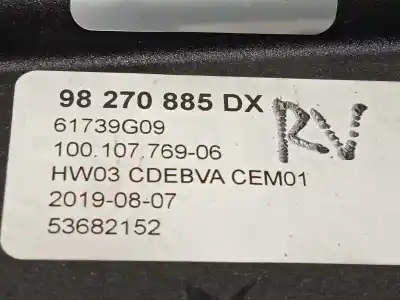 98 270 885 DX
RV
61739G09
100.107.769-06
HW03 CDEBVA CEM01
2019-08-07
53682152